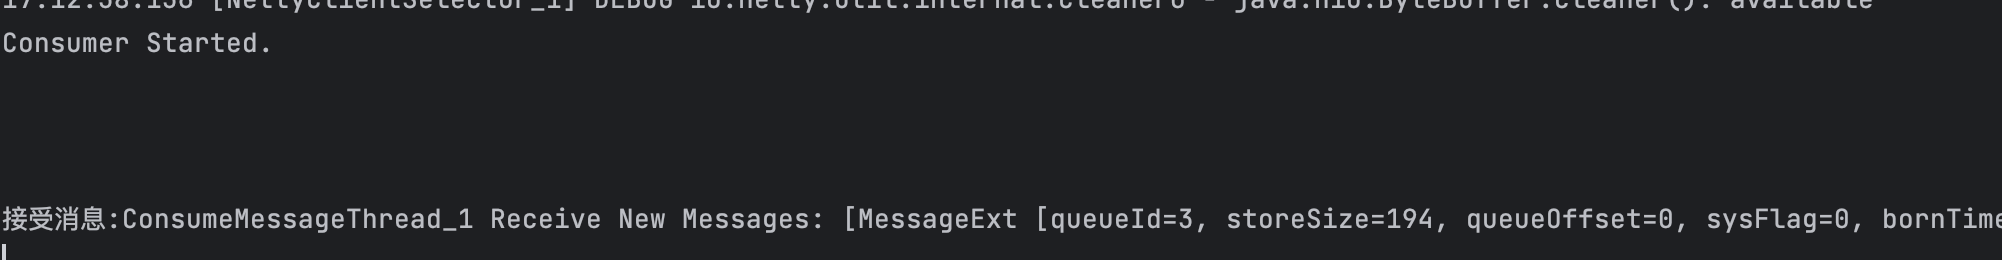 [NettyClientSelector_1] DEBUG io.netty.util.internal.Cleaner0 - java.nio.ByteBuffer.cleaner(): available
Consumer Started.
接受消息:ConsumeMessageThread_1 Receive New Messages: [MessageExt [queueId=3, storeSize=194, queueOffset=0, sysFlag=0, bornTime